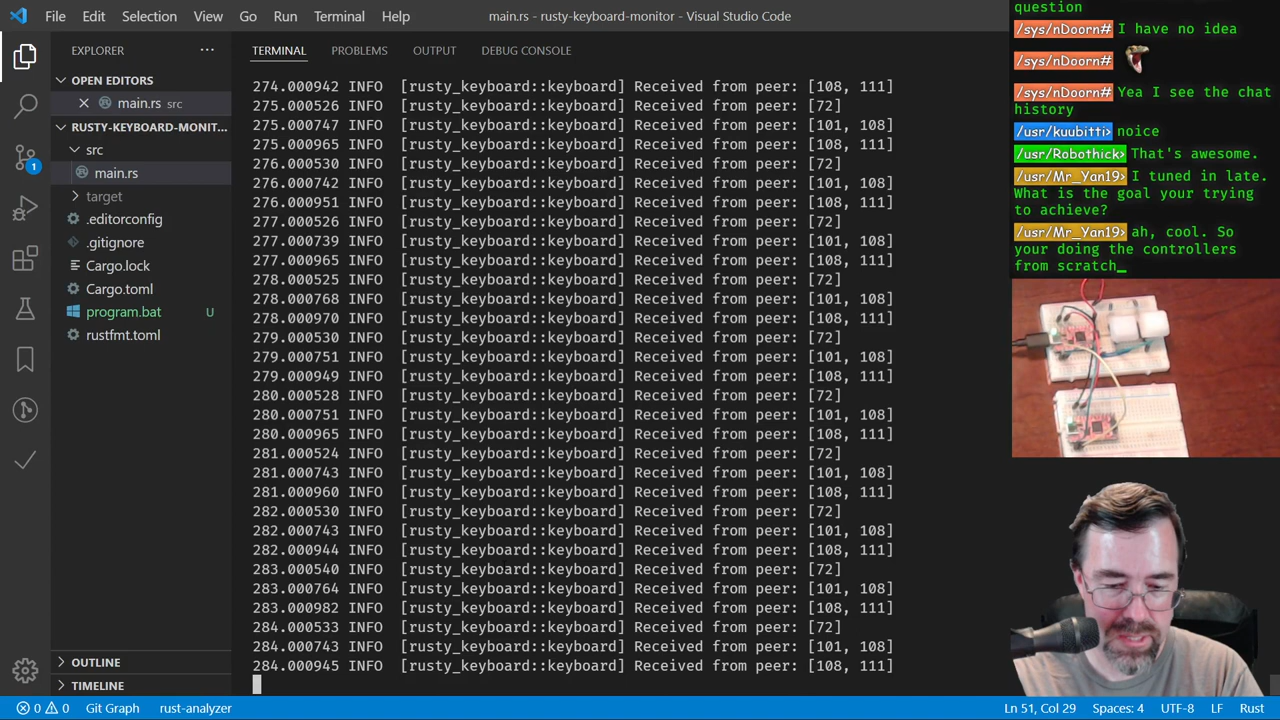 File Edit Selection View Go Run Terminal Help
main.rs - rusty-keyboard-monitor - Visual Studio Code
EXPLORER
OPEN EDITORS
main.rs src
RUSTY-KEYBOARD-MONIT...
src
main.rs
target
.editorconfig
.gitignore
Cargo.lock
Cargo.toml
program.bat U
rustfmt.toml
OUTLINE
TIMELINE
1
TERMINAL PROBLEMS OUTPUT DEBUG CONSOLE
274.000942 INFO [rusty_keyboard::keyboard] Received from peer: [108, 111]
275.000530 INFO [rusty_keyboard::keyboard] Received from peer: [72]
275.000747 INFO [rusty_keyboard::keyboard] Received from peer: [101, 108]
INFO [rusty_keyboard::keyboard] Received from peer: [108, 111]
276.000530 INFO [rusty_keyboard::keyboard] Received from peer: [72]
276.000742 INFO [rusty_keyboard::keyboard] Received from peer: [101, 108]
276.000951 INFO [rusty_keyboard::keyboard] Received from peer: [108, 111]
277.000526 INFO [rusty_keyboard::keyboard] Received from peer: [72]
277.000739 INFO [rusty_keyboard::keyboard] Received from peer: [101, 108]
INFO [rusty_keyboard::keyboard] Received from peer: [108, 111]
INFO [rusty_keyboard::keyboard] Received from peer: [72]
278.000768 INFO [rusty_keyboard::keyboard] Received from peer: [101, 108]
278.000970 INFO [rusty_keyboard::keyboard] Received from peer: [108, 111]
279.000530 INFO [rusty_keyboard::keyboard] Received from peer: [72]
279.000751 INFO [rusty_keyboard::keyboard] Received from peer: [101, 108]
279.000949 INFO [rusty_keyboard::keyboard] Received from peer: [108, 111]
280.000528 INFO [rusty_keyboard::keyboard] Received from peer: [72]
280.000751 INFO [rusty_keyboard::keyboard] Received from peer: [101, 108]
280.000965 INFO [rusty_keyboard::keyboard] Received from peer: [108, 111]
281.000524 INFO [rusty_keyboard::keyboard] Received from peer: [72]
281.000743 INFO [rusty_keyboard::keyboard] Received from peer: [101, 108]
281.000960 INFO [rusty_keyboard::keyboard] Received from peer: [108, 111]
282.000530 INFO [rusty_keyboard::keyboard] Received from peer: [72]
282.000743 INFO [rusty_keyboard::keyboard] Received from peer: [101, 108]
282.000944 INFO [rusty_keyboard::keyboard] Received from peer: [108, 111]
283.000540 INFO [rusty_keyboard::keyboard] Received from peer: [72]
283.000764 INFO [rusty_keyboard::keyboard] Received from peer: [101, 108]
283.000982 INFO [rusty_keyboard::keyboard] Received from peer: [108, 111]
284.000533 INFO [rusty_keyboard::keyboard] Received from peer: [72]
284.000743 INFO [rusty_keyboard::keyboard] Received from peer: [101, 108]
284.000945 INFO [rusty_keyboard::keyboard] Received from peer: [108, 111]
question
/sys/nDoorn# I have no idea
/sys/nDoorn#
/sys/nDoorn# Yea I see the chat
history
/usr/kuubitti> noice
/usr/Robothick> That's awesome.
/usr/Mr_Yan19> I tuned in late.
What is the goal your trying
to achieve?
/usr/Mr_Yan19> ah, cool. So
your doing the controllers
from scratch_
0 0 Git Graph rust-analyzer
Ln 51, Col 29 Spaces: 4 UTF-8 LF Rust